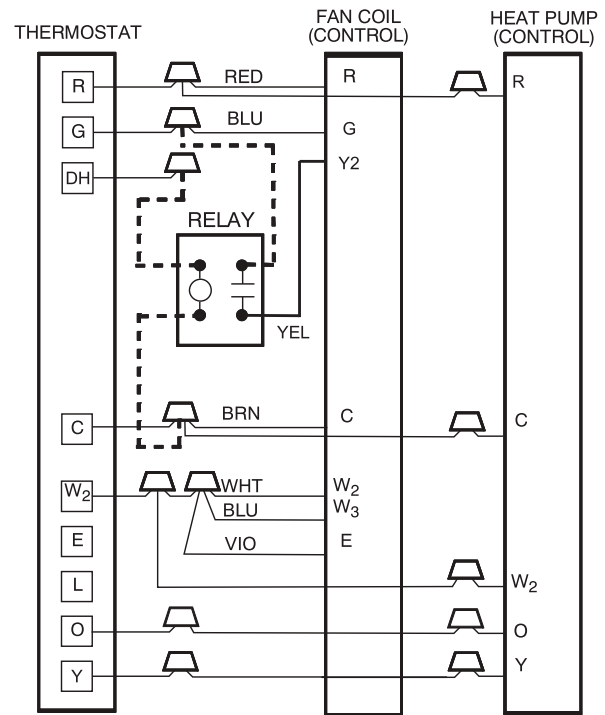 THERMOSTAT
FAN COIL
(CONTROL)
HEAT PUMP
(CONTROL)
R
RED
R
R
G
BLU
G
DH
Y2
RELAY
YEL
C
BRN
C
C
W2
WHT
W2
BLU
W3
E
VIO
E
L
W2
O
O
Y
Y